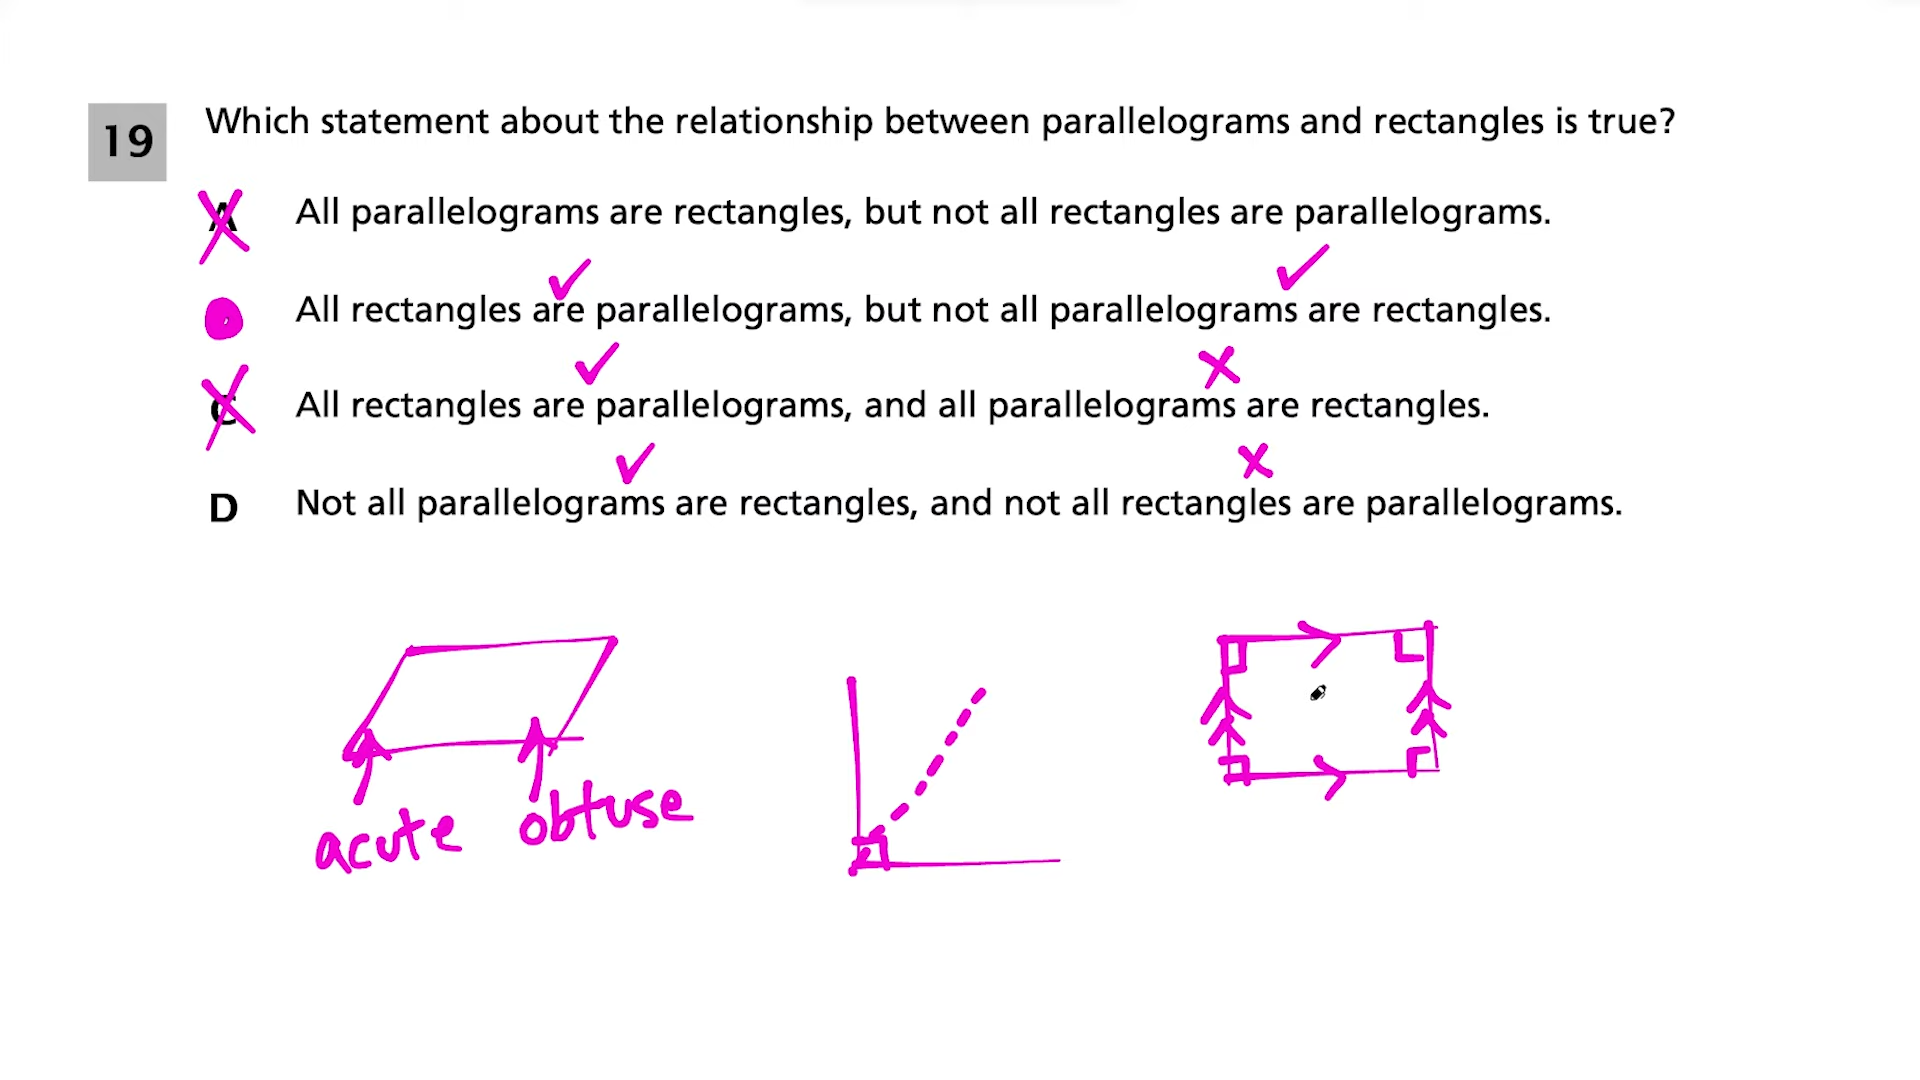 19 Which statement about the relationship between parallelograms and rectangles is true?
A All parallelograms are rectangles, but not all rectangles are parallelograms.
All rectangles are parallelograms, but not all parallelograms are rectangles.
C All rectangles are parallelograms, and all parallelograms are rectangles.
D Not all parallelograms are rectangles, and not all rectangles are parallelograms.
acute obtuse